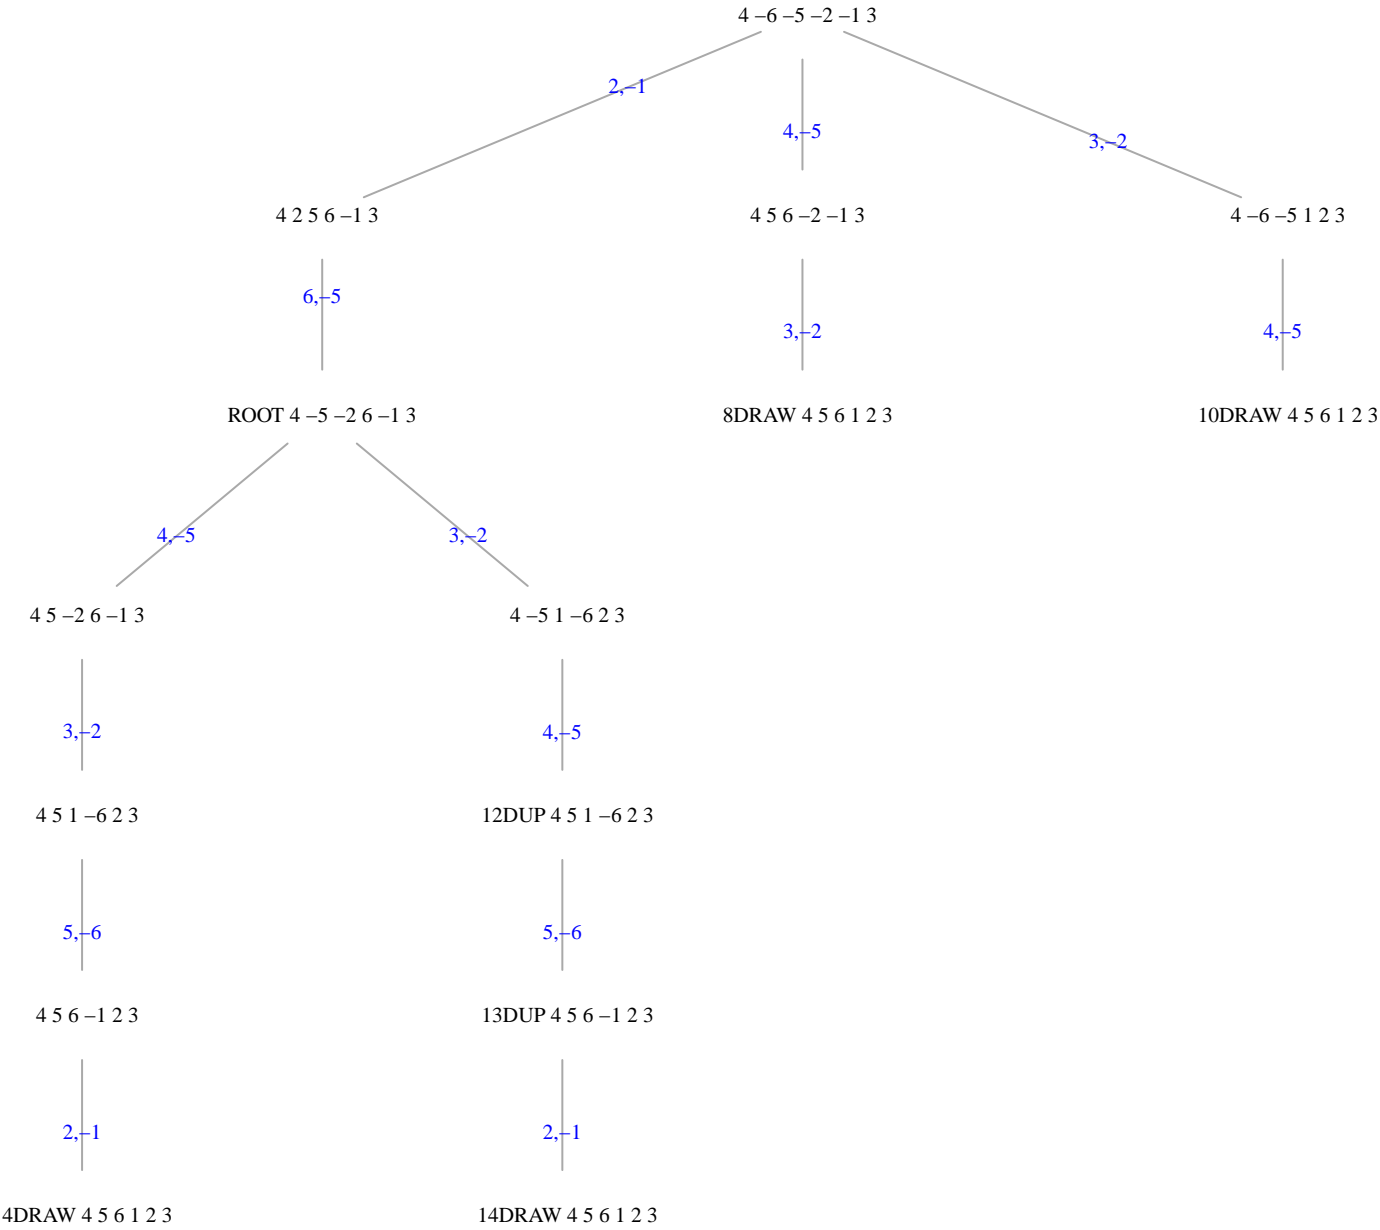 4 –6 –5 –2 –1 3
2,–1
4,–5
3,–2
4 2 5 6 –1 3
4 5 6 –2 –1 3
4 –6 –5 1 2 3
6,–5
3,–2
4,–5
ROOT 4 –5 –2 6 –1 3
8DRAW 4 5 6 1 2 3
10DRAW 4 5 6 1 2 3
4,–5
3,–2
4 5 –2 6 –1 3
4 –5 1 –6 2 3
3,–2
4,–5
4 5 1 –6 2 3
12DUP 4 5 1 –6 2 3
5,–6
5,–6
4 5 6 –1 2 3
13DUP 4 5 6 –1 2 3
2,–1
2,–1
4DRAW 4 5 6 1 2 3
14DRAW 4 5 6 1 2 3